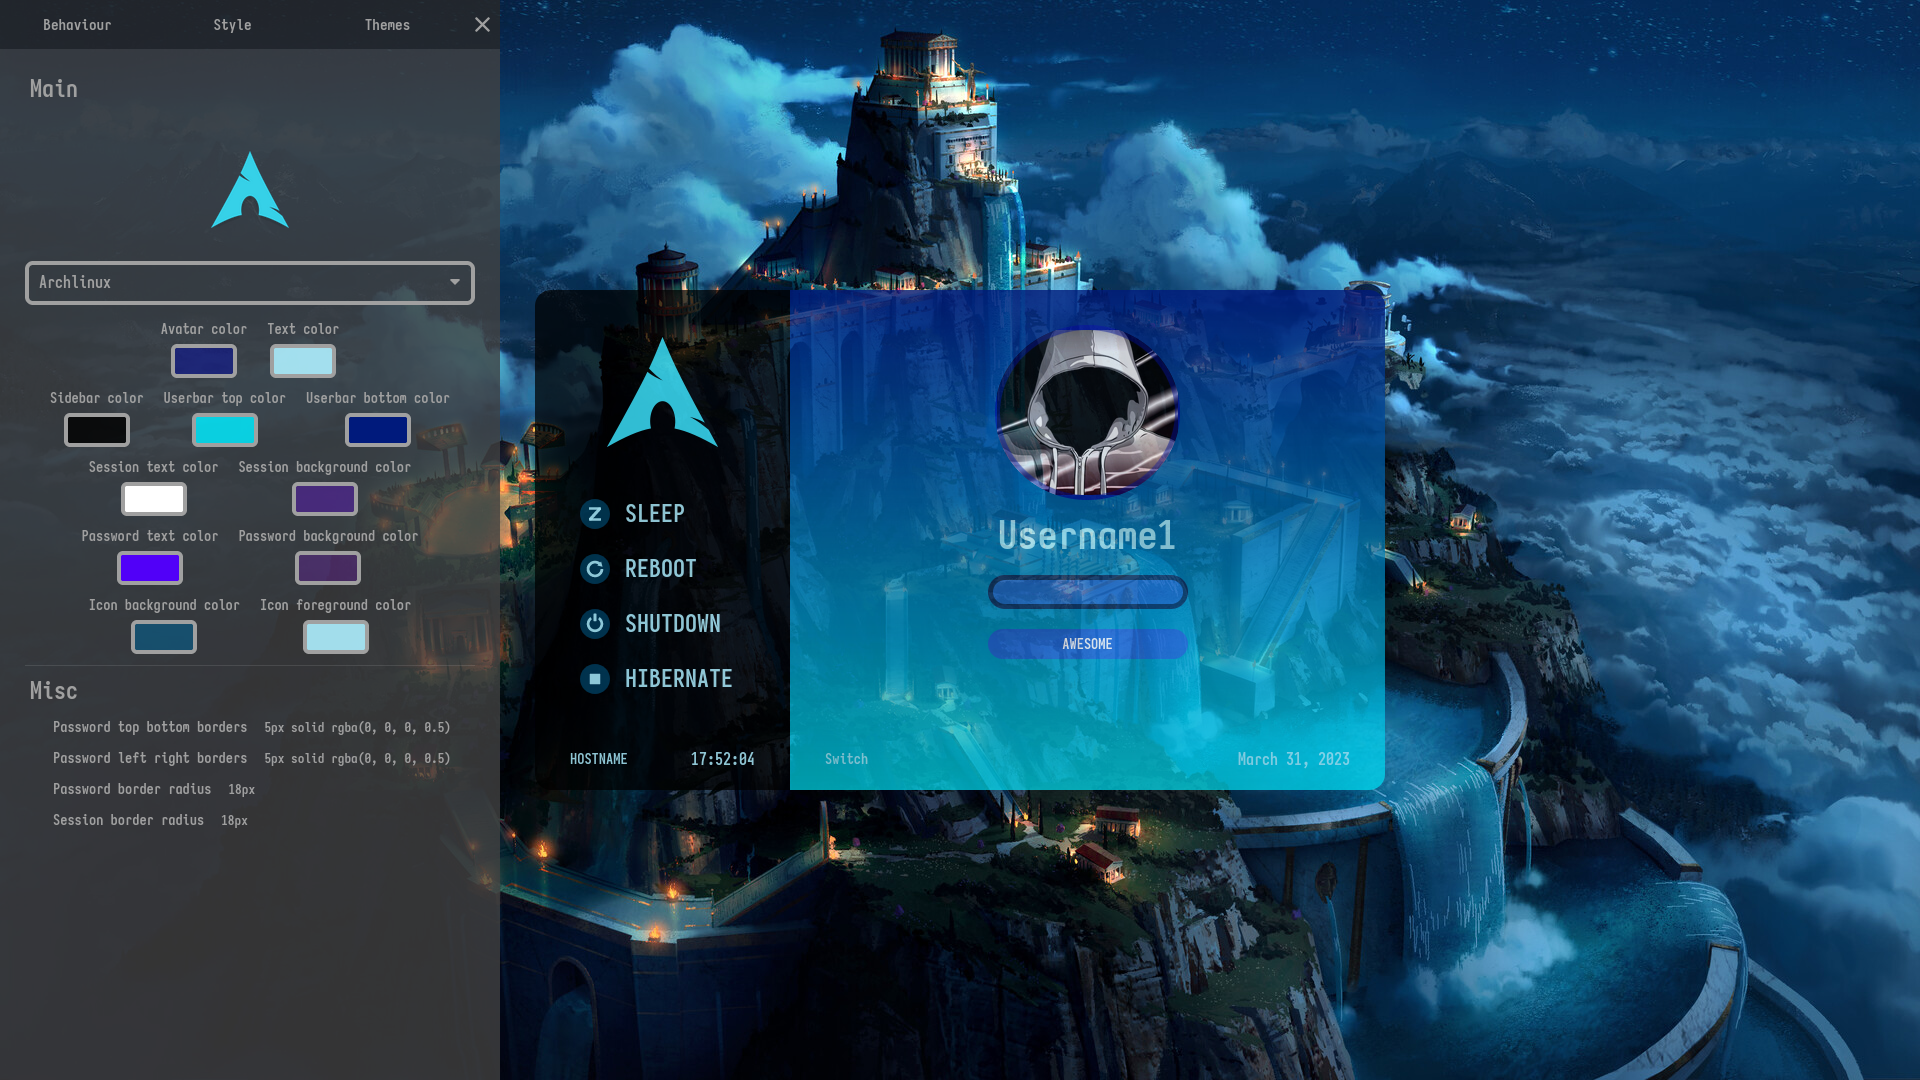 Behaviour Style Themes
Main
Archlinux
Avatar color Text color
Sidebar color Userbar top color Userbar bottom color
Session text color Session background color
Password text color Password background color
Icon background color Icon foreground color
Misc
Password top bottom borders 5px solid rgba(0, 0, 0, 0.5)
Password left right borders 5px solid rgba(0, 0, 0, 0.5)
Password border radius 18px
Session border radius 18px
SLEEP
REBOOT
SHUTDOWN
HIBERNATE
HOSTNAME 17:52:04
Username1
AWESOME
Switch March 31, 2023